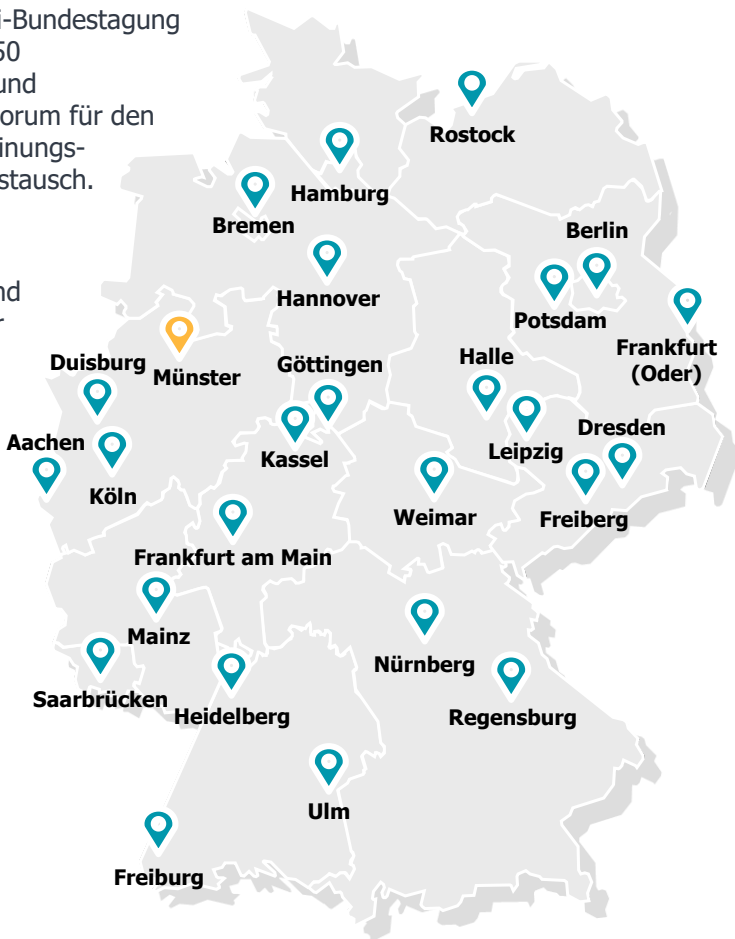 i-Bundestagung
50
und
orum für den
inungs-
stausch.
nd
r
Rostock
Hamburg
Bremen
Berlin
Hannover
Potsdam
Frankfurt
(Oder)
Münster
Duisburg
Göttingen
Halle
Aachen
Köln
Kassel
Leipzig
Dresden
Weimar
Freiberg
Frankfurt am Main
Mainz
Nürnberg
Saarbrücken
Heidelberg
Regensburg
Ulm
Freiburg